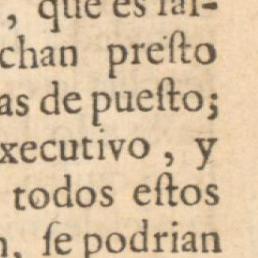 , que es fal-
chan preſto
as de pueſto;
xecutivo, y
todos eſtos
n, ſe podrian